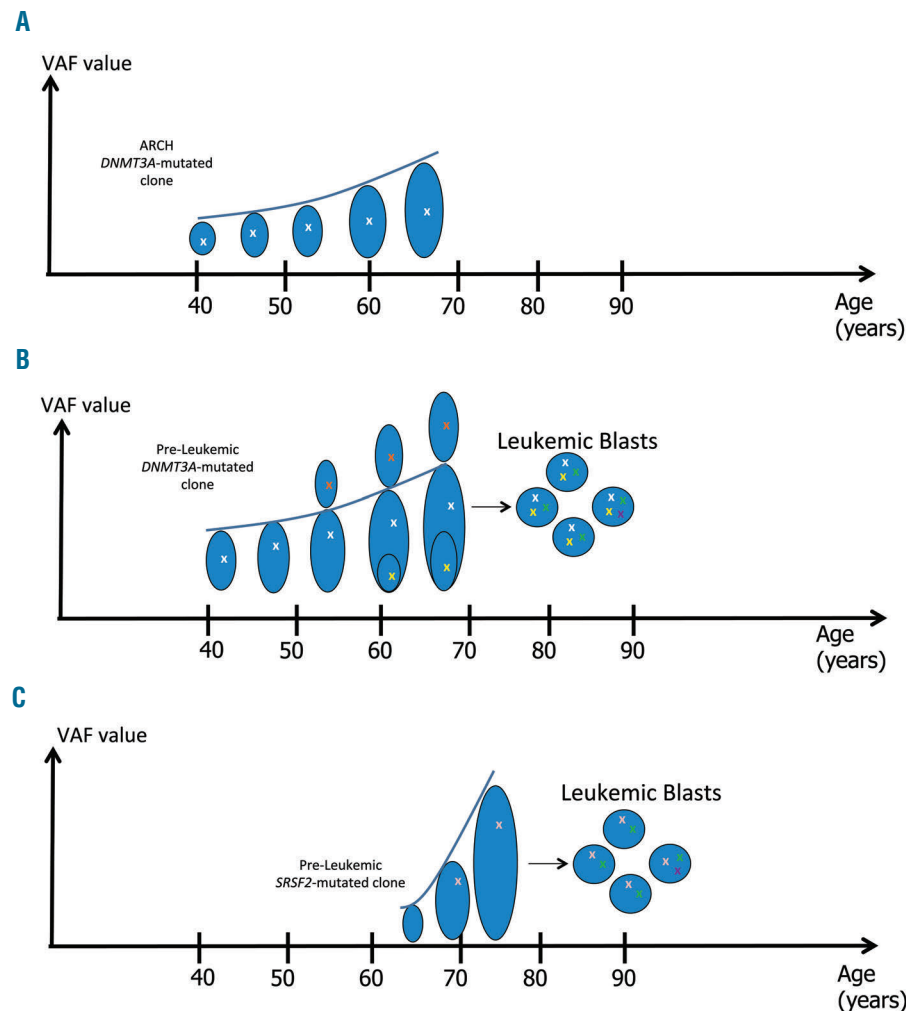 A
VAF value
ARCH
DNMT3A-mutated
clone
x x x x x
40 50 60 70 80 90
Age
(years)
B
VAF value
Pre-Leukemic
DNMT3A-mutated
clone
Leukemic Blasts
x x x
x x x x x
x x
x x x
x x x
x x x x
x x x
40 50 60 70 80 90
Age
(years)
C
VAF value
Pre-Leukemic
SRSF2-mutated clone
Leukemic Blasts
x x
x x
x x
x x x
x x
40 50 60 70 80 90
Age
(years)